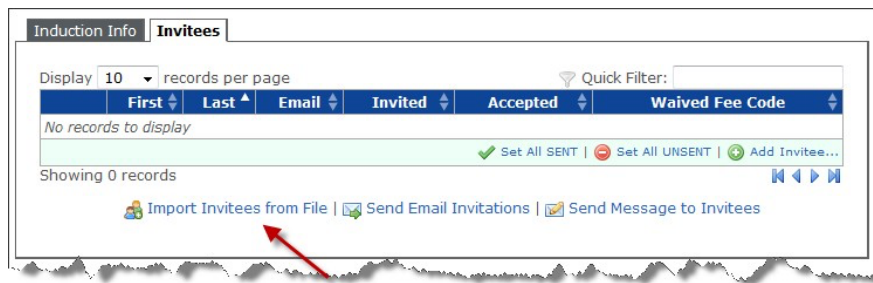 Induction Info Invitees
Display 10 records per page Quick Filter:
First Last Email Invited Accepted Waived Fee Code
No records to display
Set All SENT | Set All UNSENT | Add Invitee...
Showing 0 records
Import Invitees from File | Send Email Invitations | Send Message to Invitees